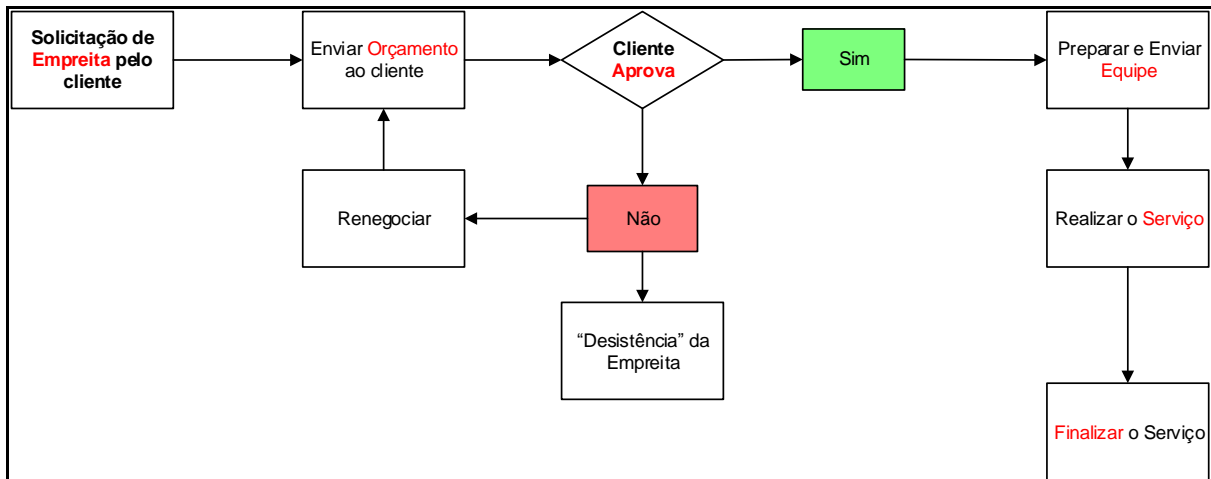 Solicitação de
Empreita pelo
cliente
Enviar Orçamento
ao cliente
Cliente
Aprova
Sim
Preparar e Enviar
Equipe
Renegociar
Não
Realizar o Serviço
“Desistência” da
Empreita
Finalizar o Serviço